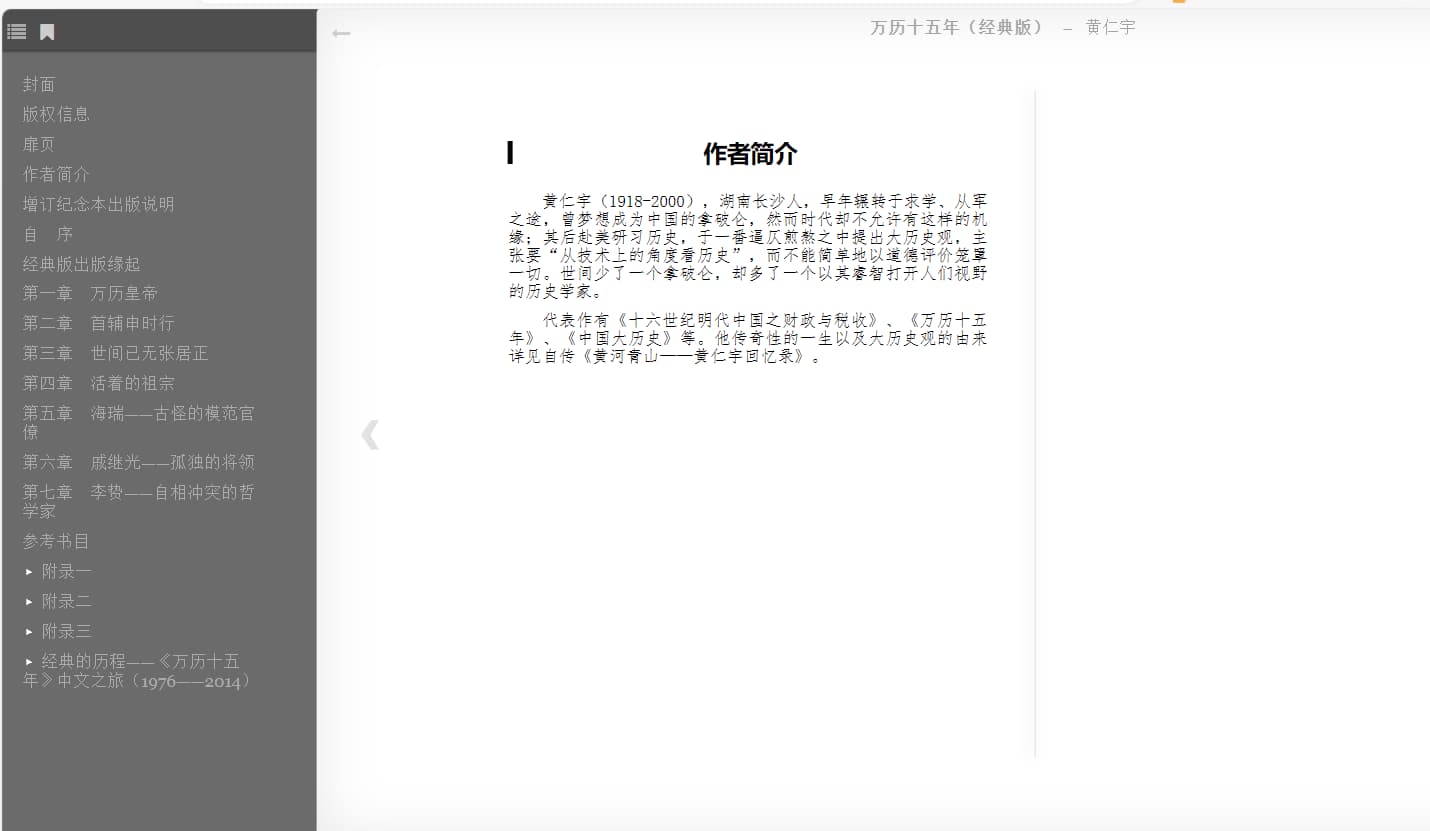 万历十五年（经典版） – 黄仁宇
封面
版权信息
扉页
作者简介
增订纪念本出版说明
自　序
经典版出版缘起
第一章　万历皇帝
第二章　首辅申时行
第三章　世间已无张居正
第四章　活着的祖宗
第五章　海瑞——古怪的模范官
僚
第六章　戚继光——孤独的将领
第七章　李贽——自相冲突的哲
学家
参考书目
附录一
附录二
附录三
经典的历程——《万历十五
年》中文之旅（1976——2014）
作者简介
黄仁宇（1918-2000），湖南长沙人，早年辗转于求学、从军
之途，曾梦想成为中国的拿破仑，然而时代却不允许有这样的机
缘；其后赴美研习历史，于一番逼仄煎熬之中提出大历史观，主
张要“从技术上的角度看历史”，而不能简单地以道德评价笼罩
一切。世间少了一个拿破仑，却多了一个以其睿智打开人们视野
的历史学家。
代表作有《十六世纪明代中国之财政与税收》、《万历十五
年》、《中国大历史》等。他传奇性的一生以及大历史观的由来
详见自传《黄河青山——黄仁宇回忆录》。